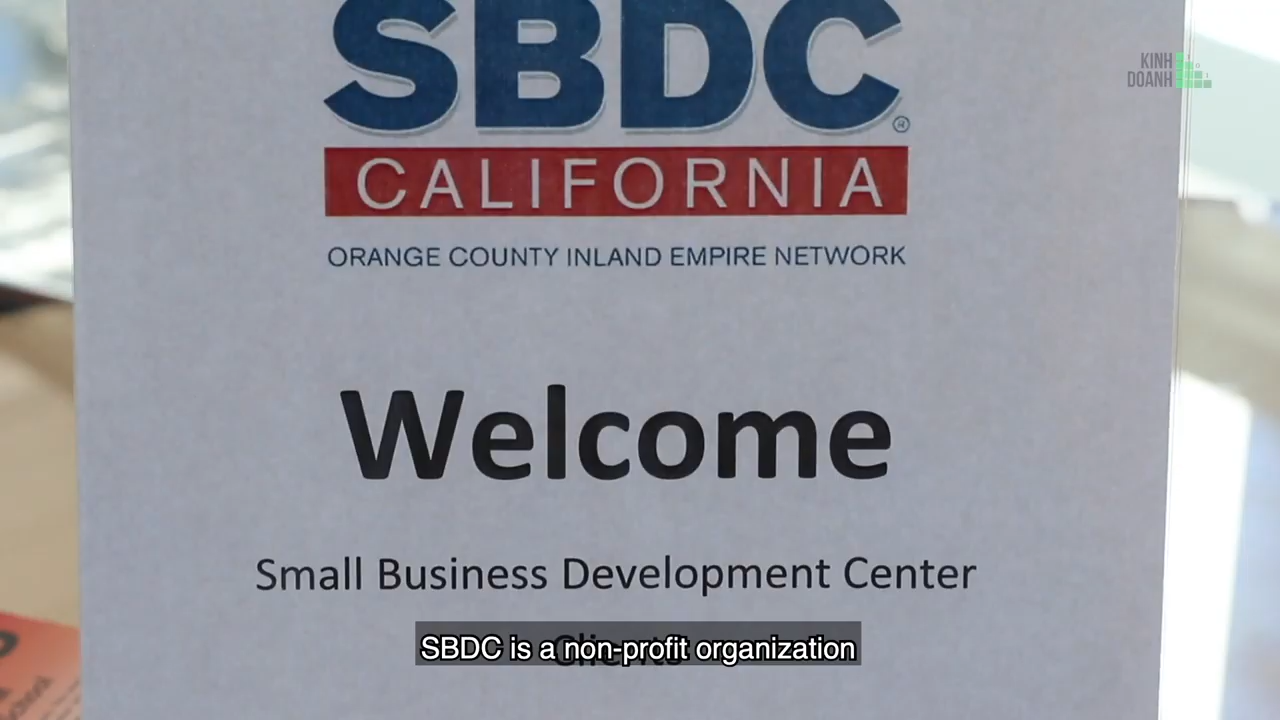 SBDC®
CALIFORNIA
ORANGE COUNTY INLAND EMPIRE NETWORK
Welcome
Small Business Development Center
Clients
SBDC is a non-profit organization
KINH
DOANH